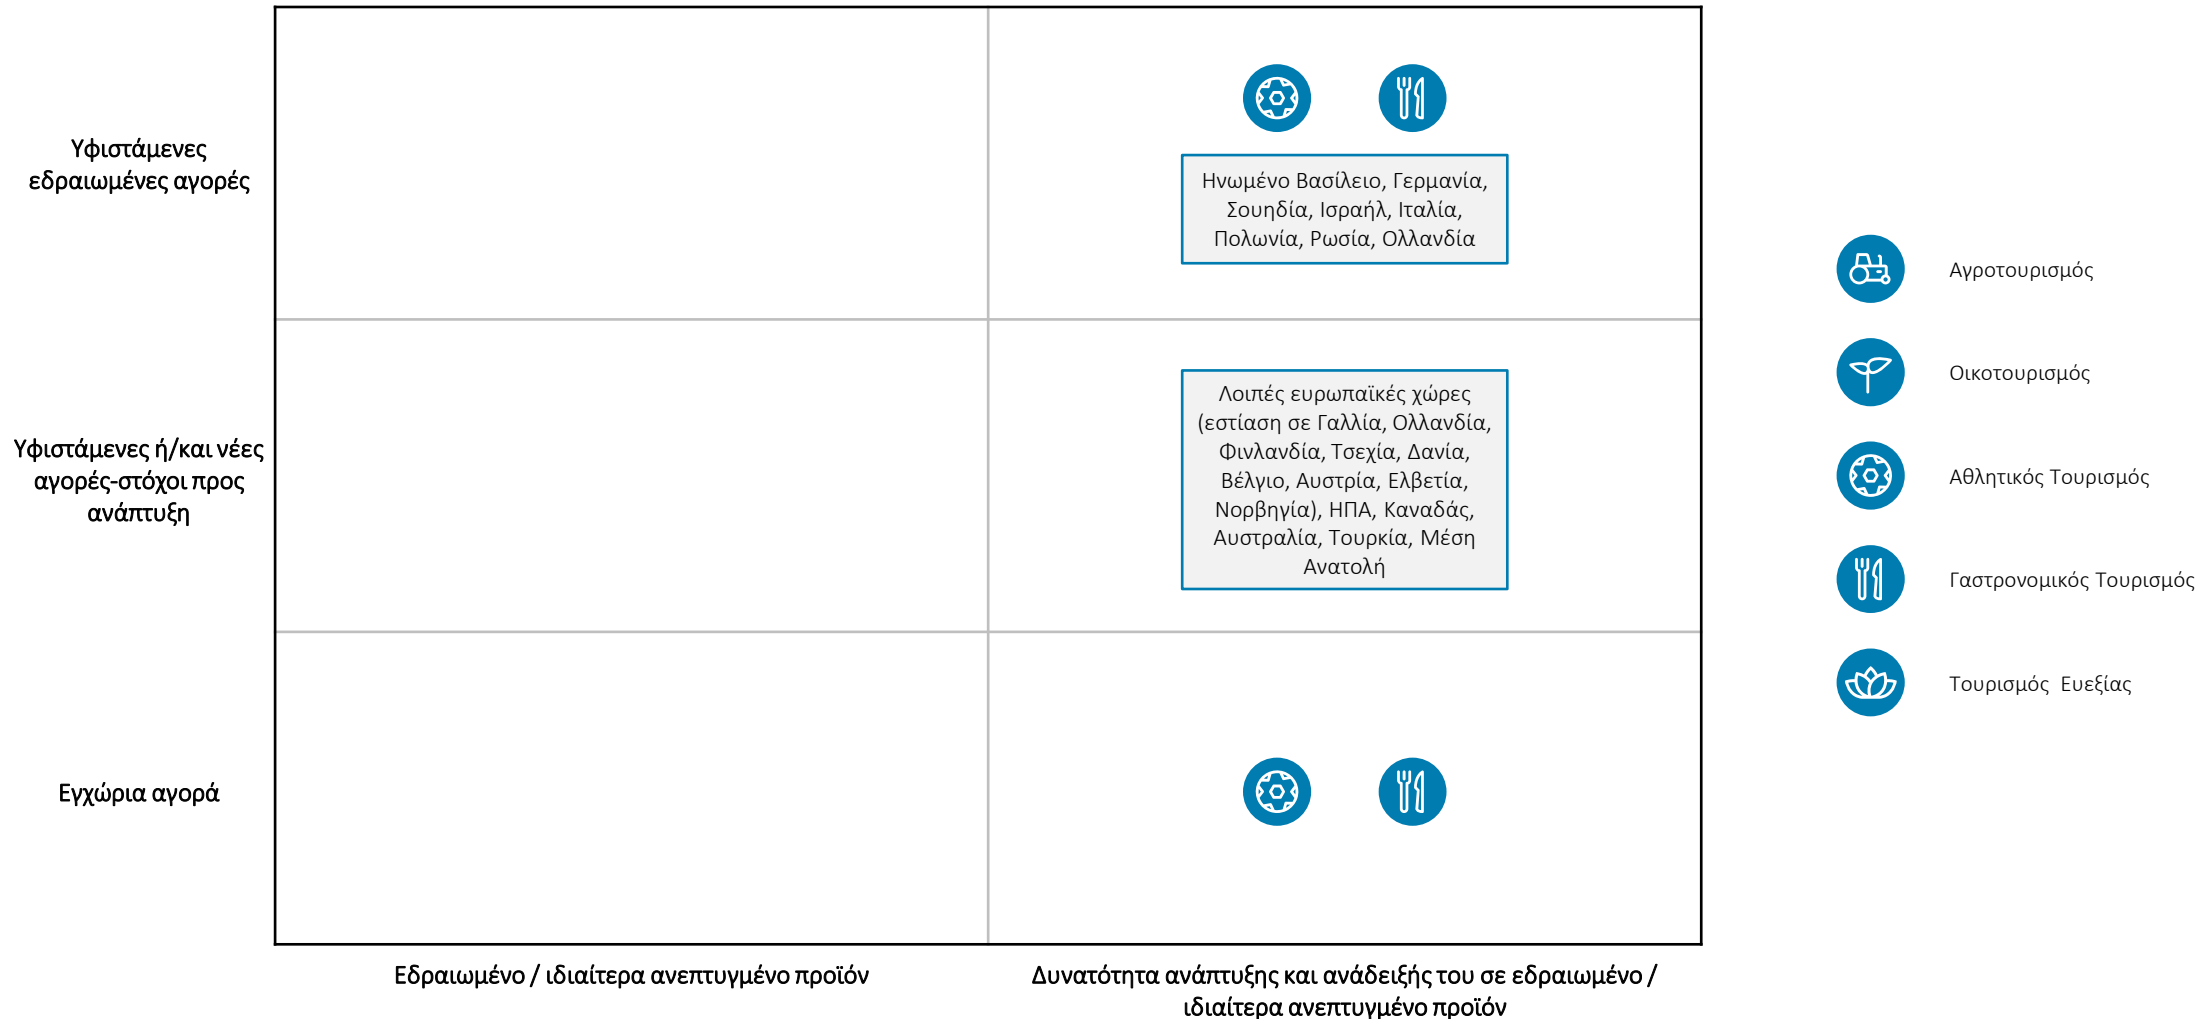 Υφιστάμενες
εδραιωμένες αγορές
Ηνωμένο Βασίλειο, Γερμανία,
Σουηδία, Ισραήλ, Ιταλία,
Πολωνία, Ρωσία, Ολλανδία
Υφιστάμενες ή/και νέες
αγορές-στόχοι προς
ανάπτυξη
Λοιπές ευρωπαϊκές χώρες
(εστίαση σε Γαλλία, Ολλανδία,
Φινλανδία, Τσεχία, Δανία,
Βέλγιο, Αυστρία, Ελβετία,
Νορβηγία), ΗΠΑ, Καναδάς,
Αυστραλία, Τουρκία, Μέση
Ανατολή
Εγχώρια αγορά
Εδραιωμένο / ιδιαίτερα ανεπτυγμένο προϊόν
Δυνατότητα ανάπτυξης και ανάδειξής του σε εδραιωμένο /
ιδιαίτερα ανεπτυγμένο προϊόν
Αγροτουρισμός
Οικοτουρισμός
Αθλητικός Τουρισμός
Γαστρονομικός Τουρισμός
Τουρισμός  Ευεξίας